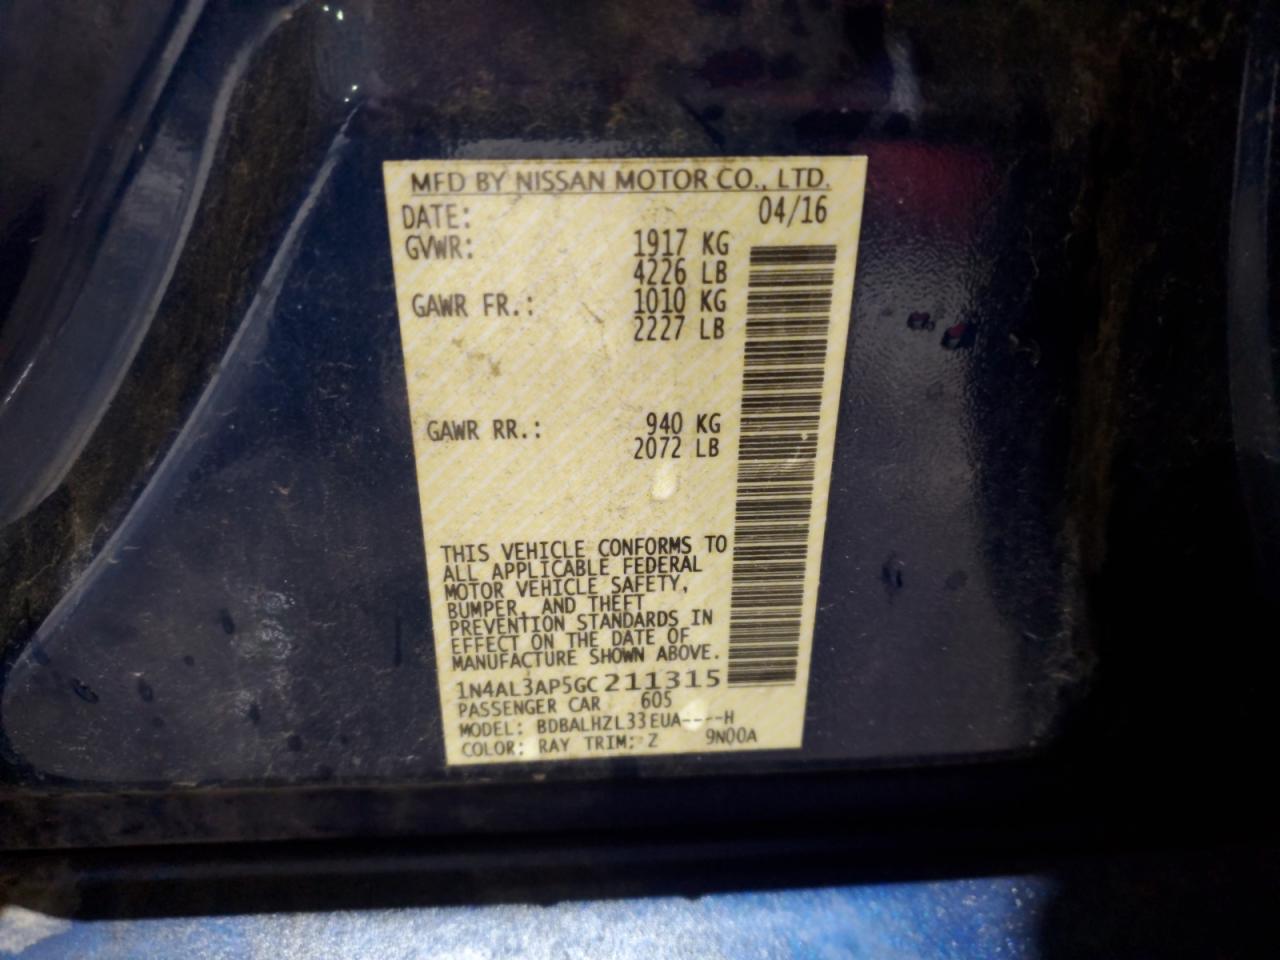 MFD BY NISSAN MOTOR CO., LTD.
DATE: 04/16
GVWR: 1917 KG
4226 LB
GAWR FR.: 1010 KG
2227 LB
GAWR RR.: 940 KG
2072 LB
THIS VEHICLE CONFORMS TO
ALL APPLICABLE FEDERAL
MOTOR VEHICLE SAFETY,
BUMPER, AND THEFT
PREVENTION STANDARDS IN
EFFECT ON THE DATE OF
MANUFACTURE SHOWN ABOVE.
1N4AL3AP5GC211315
PASSENGER CAR 605
MODEL: BDBALHZL33EUA----H
COLOR: RAY TRIM: Z 9N00A